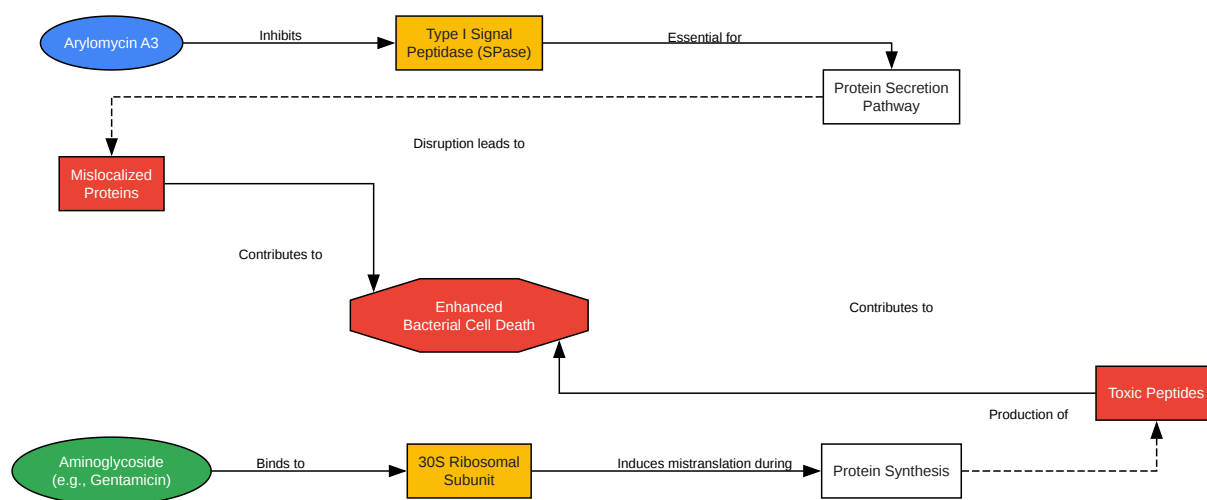 Arylomycin A3
Inhibits
Type I Signal
Peptidase (SPase)
Essential for
Protein Secretion
Pathway
Disruption leads to
Mislocalized
Proteins
Contributes to
Enhanced
Bacterial Cell Death
Contributes to
Toxic Peptides
Production of
Aminoglycoside
(e.g., Gentamicin)
Binds to
30S Ribosomal
Subunit
Induces mistranslation during
Protein Synthesis